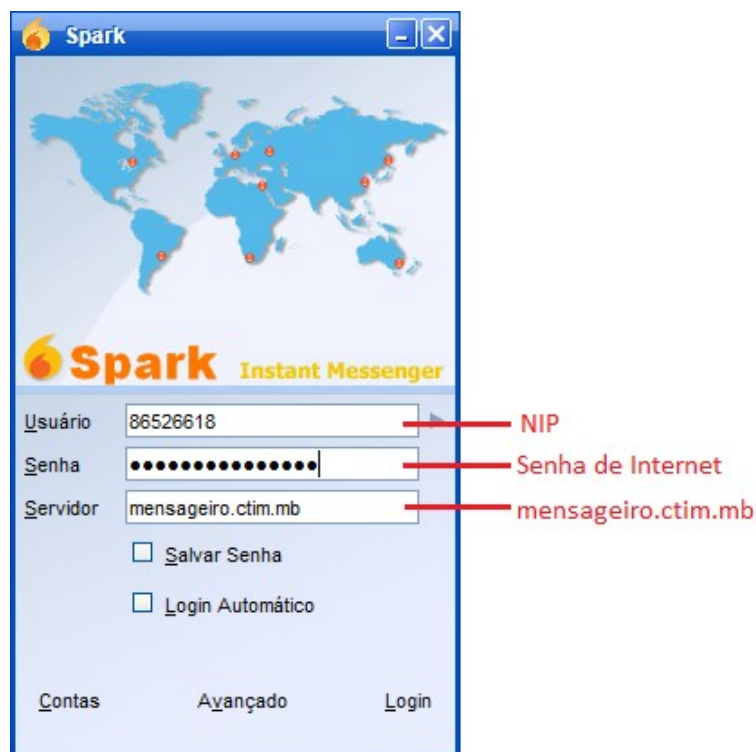 Spark
Spark Instant Messenger
Usuário 86526618 NIP
Senha ●●●●●●●●●●●●●●● Senha de Internet
Servidor mensageiro.ctim.mb mensageiro.ctim.mb
Salvar Senha
Login Automático
Contas Avançado Login